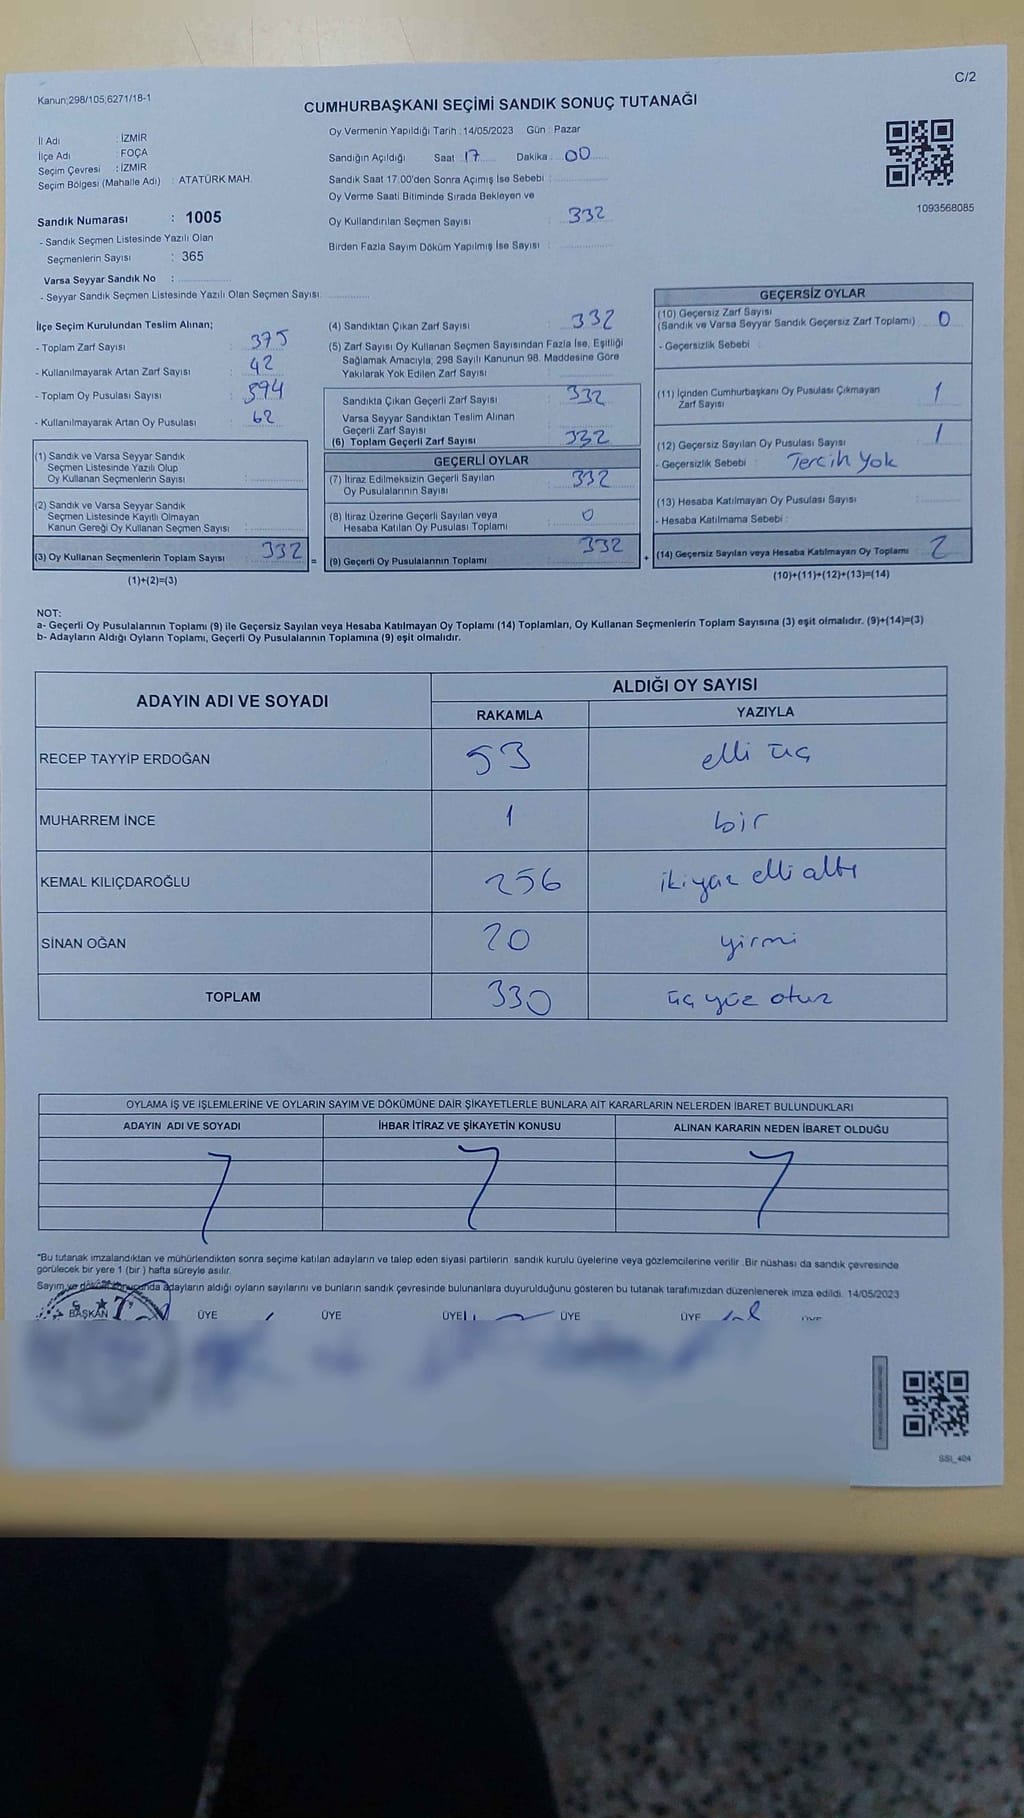 C/2
Kanun;298/105;6271/18-1
CUMHURBAŞKANI SEÇİMİ SANDIK SONUÇ TUTANAĞI
İl Adı : İZMİR
İlçe Adı : FOÇA
Seçim Çevresi : İZMİR
Seçim Bölgesi (Mahalle Adı) : ATATÜRK MAH.
Sandık Numarası : 1005
- Sandık Seçmen Listesinde Yazılı Olan
Seçmenlerin Sayısı : 365
Varsa Seyyar Sandık No :
- Seyyar Sandık Seçmen Listesinde Yazılı Olan Seçmen Sayısı:
Oy Vermenin Yapıldığı Tarih : 14/05/2023 Gün : Pazar
Sandığın Açıldığı Saat 17 Dakika : 00
Sandık Saat 17:00'den Sonra Açımış İse Sebebi :
Oy Verme Saati Bitiminde Sırada Bekleyen ve
Oy Kullandırılan Seçmen Sayısı : 332
Birden Fazla Sayım Döküm Yapılmış İse Sayısı :
1093568085
İlçe Seçim Kurulundan Teslim Alınan;
- Toplam Zarf Sayısı : 375
- Kullanılmayarak Artan Zarf Sayısı : 42
- Toplam Oy Pusulası Sayısı : 394
- Kullanılmayarak Artan Oy Pusulası : 62
(1) Sandık ve Varsa Seyyar Sandık
Seçmen Listesinde Yazılı Olup
Oy Kullanan Seçmenlerin Sayısı :
(2) Sandık ve Varsa Seyyar Sandık
Seçmen Listesinde Kayıtlı Olmayan
Kanun Gereği Oy Kullanan Seçmen Sayısı :
(3) Oy Kullanan Seçmenlerin Toplam Sayısı : 332 =
(1)+(2)=(3)
(4) Sandıktan Çıkan Zarf Sayısı : 332
(5) Zarf Sayısı Oy Kullanan Seçmen Sayısından Fazla İse, Eşitliği
Sağlamak Amacıyla; 298 Sayılı Kanunun 98. Maddesine Göre
Yakılarak Yok Edilen Zarf Sayısı :
Sandıkta Çıkan Geçerli Zarf Sayısı : 332
Varsa Seyyar Sandıktan Teslim Alınan
Geçerli Zarf Sayısı :
(6) Toplam Geçerli Zarf Sayısı : 332
GEÇERLİ OYLAR
(7) İtiraz Edilmeksizin Geçerli Sayılan
Oy Pusulalarının Sayısı : 332
(8) İtiraz Üzerine Geçerli Sayılan veya
Hesaba Katılan Oy Pusulası Toplamı : 0
(9) Geçerli Oy Pusulalarının Toplamı : 332 +
GEÇERSİZ OYLAR
(10) Geçersiz Zarf Sayısı
(Sandık ve Varsa Seyyar Sandık Geçersiz Zarf Toplamı) : 0
- Geçersizlik Sebebi :
(11) İçinden Cumhurbaşkanı Oy Pusulası Çıkmayan
Zarf Sayısı : 1
(12) Geçersiz Sayılan Oy Pusulası Sayısı : 1
- Geçersizlik Sebebi : Tercih Yok
(13) Hesaba Katılmayan Oy Pusulası Sayısı :
- Hesaba Katılmama Sebebi :
(14) Geçersiz Sayılan veya Hesaba Katılmayan Oy Toplamı : 2
(10)+(11)+(12)+(13)=(14)
NOT:
a- Geçerli Oy Pusulalarının Toplamı (9) ile Geçersiz Sayılan veya Hesaba Katılmayan Oy Toplamı (14) Toplamları, Oy Kullanan Seçmenlerin Toplam Sayısına (3) eşit olmalıdır. (9)+(14)=(3)
b- Adayların Aldığı Oyların Toplamı, Geçerli Oy Pusulalarının Toplamına (9) eşit olmalıdır.
ADAYIN ADI VE SOYADI ALDIĞI OY SAYISI
RAKAMLA YAZIYLA
RECEP TAYYİP ERDOĞAN 53 elli üç
MUHARREM İNCE 1 bir
KEMAL KILIÇDAROĞLU 256 ikiyüz elli altı
SİNAN OĞAN 20 yirmi
TOPLAM 330 üç yüz otuz
OYLAMA İŞ VE İŞLEMLERİNE VE OYLARIN SAYIM VE DÖKÜMÜNE DAİR ŞİKAYETLERLE BUNLARA AİT KARARLARIN NELERDEN İBARET BULUNDUKLARI
ADAYIN ADI VE SOYADI İHBAR İTİRAZ VE ŞİKAYETİN KONUSU ALINAN KARARIN NEDEN İBARET OLDUĞU
"Bu tutanak imzalandıktan ve mühürlendikten sonra seçime katılan adayların ve talep eden siyasi partilerin sandık kurulu üyelerine veya gözlemcilerine verilir. Bir nüshası da sandık çevresinde
görülecek bir yere 1 (bir ) hafta süreyle asılır.
Sayım ve döküm sonucunda adayların aldığı oyların sayılarını ve bunların sandık çevresinde bulunanlara duyurulduğunu gösteren bu tutanak tarafımızdan düzenlenerek imza edildi. 14/05/2023
BAŞKAN ÜYE ÜYE ÜYE ÜYE ÜYE
SSI_404